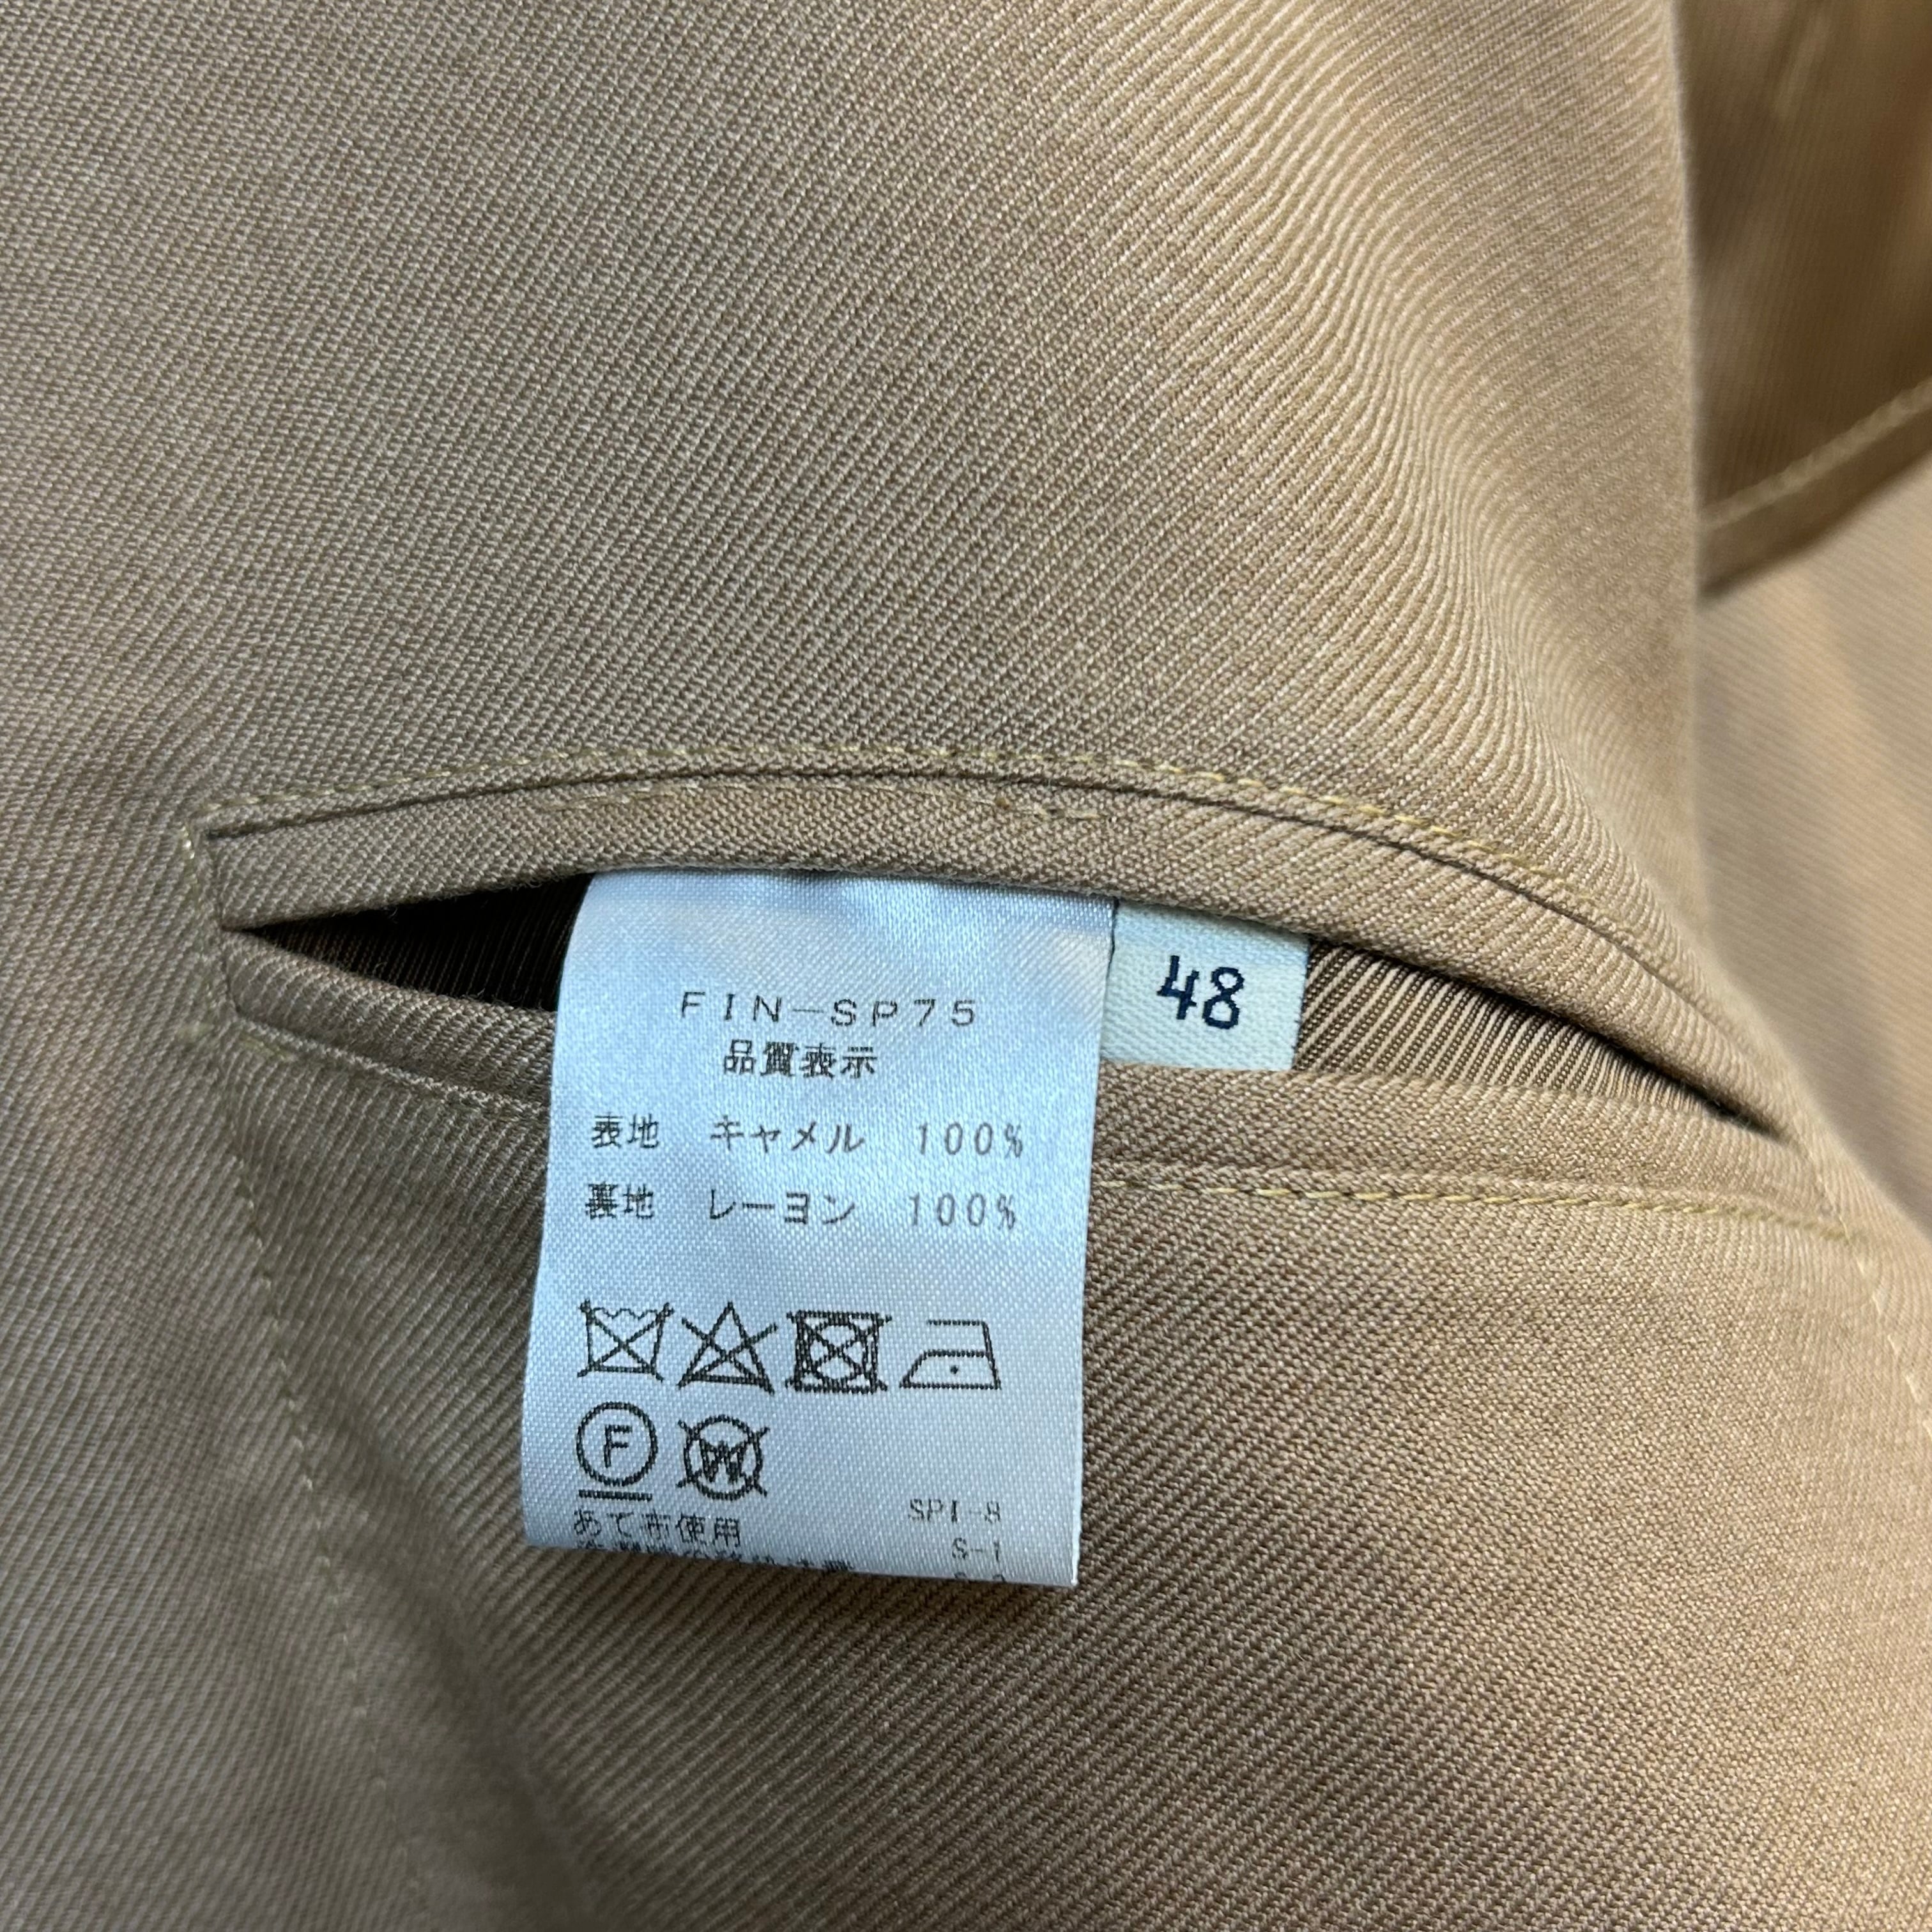 FIN-SP75
48
品質表示
表地 キャメル 100%
裏地 レーヨン 100%
F W
SPI-8
あて布使用
S-1